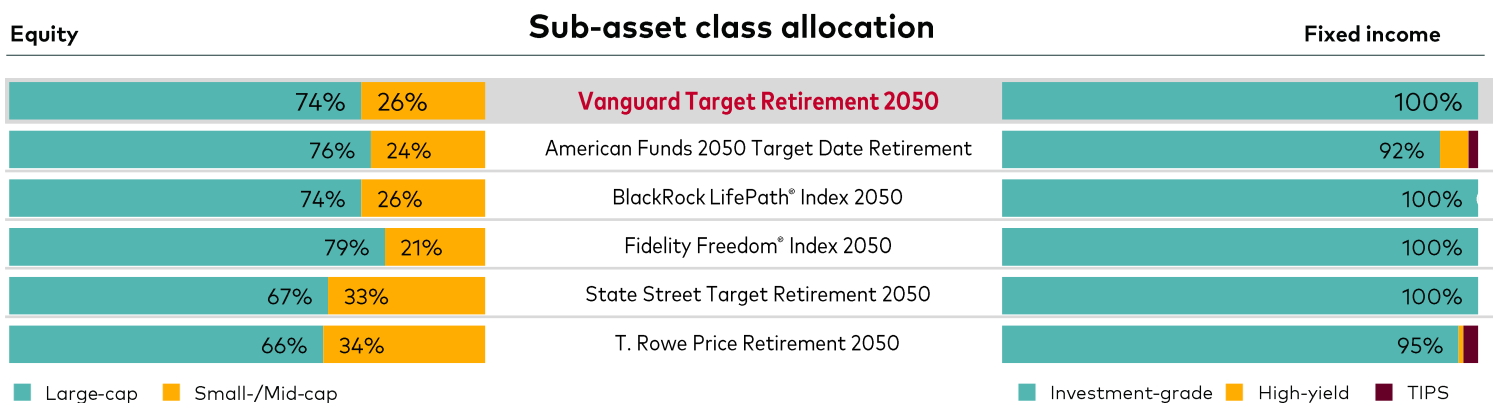 Sub-asset class allocation
Equity Fixed income
74% 26% Vanguard Target Retirement 2050 100%
76% 24% American Funds 2050 Target Date Retirement 92%
74% 26% BlackRock LifePath® Index 2050 100%
79% 21% Fidelity Freedom® Index 2050 100%
67% 33% State Street Target Retirement 2050 100%
66% 34% T. Rowe Price Retirement 2050 95%
Large-cap Small-/Mid-cap Investment-grade High-yield TIPS